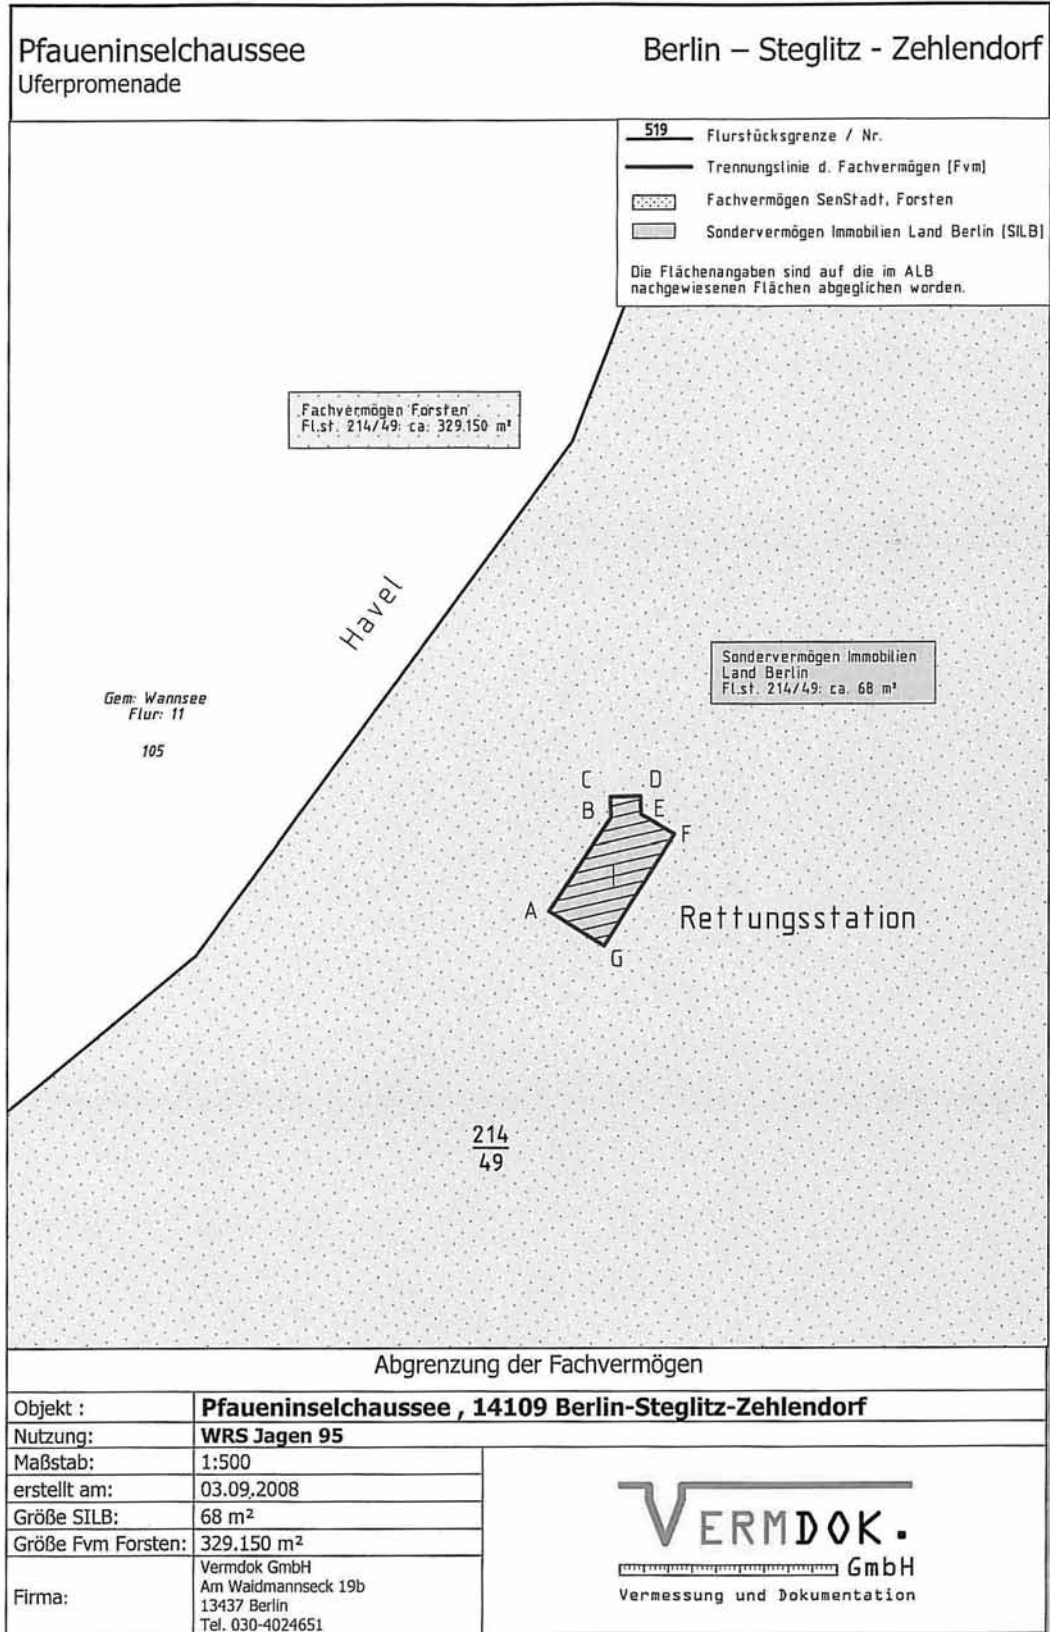 Pfaueninselchaussee
Uferpromenade
Berlin – Steglitz - Zehlendorf
519 Flurstücksgrenze / Nr.
Trennungslinie d. Fachvermögen [Fvm]
Fachvermögen SenStadt, Forsten
Sondervermögen Immobilien Land Berlin [SILB]
Die Flächenangaben sind auf die im ALB
nachgewiesenen Flächen abgeglichen worden.
Fachvermögen Forsten
Fl.st. 214/49: ca. 329.150 m²
Havel
Sondervermögen Immobilien
Land Berlin
Fl.st. 214/49: ca. 68 m²
Gem: Wannsee
Flur: 11
105
C D
B E
F
I
A
Rettungsstation
G
214
49
Abgrenzung der Fachvermögen
Objekt : Pfaueninselchaussee , 14109 Berlin-Steglitz-Zehlendorf
Nutzung: WRS Jagen 95
Maßstab: 1:500
erstellt am: 03.09.2008
Größe SILB: 68 m²
Größe Fvm Forsten: 329.150 m²
Firma: Vermdok GmbH
Am Waidmannseck 19b
13437 Berlin
Tel. 030-4024651
VERMDOK.
GmbH
Vermessung und Dokumentation